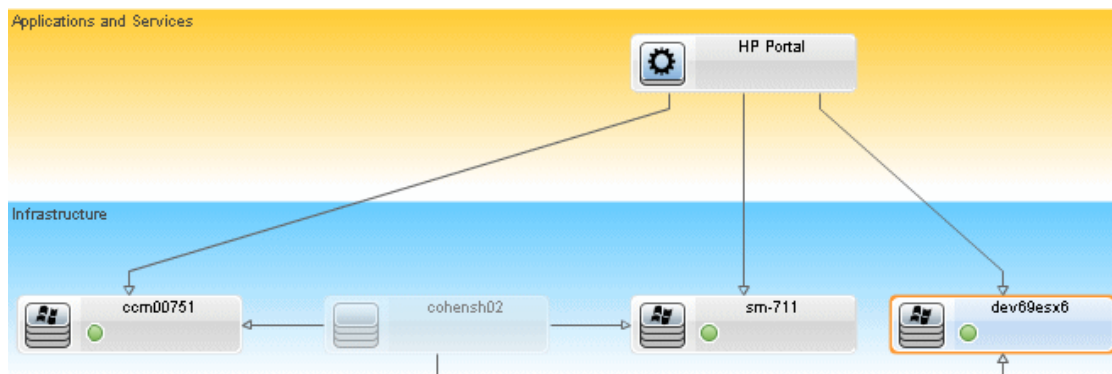 Applications and Services
HP Portal
Infrastructure
ccm00751
cohensh02
sm-711
dev69esx6